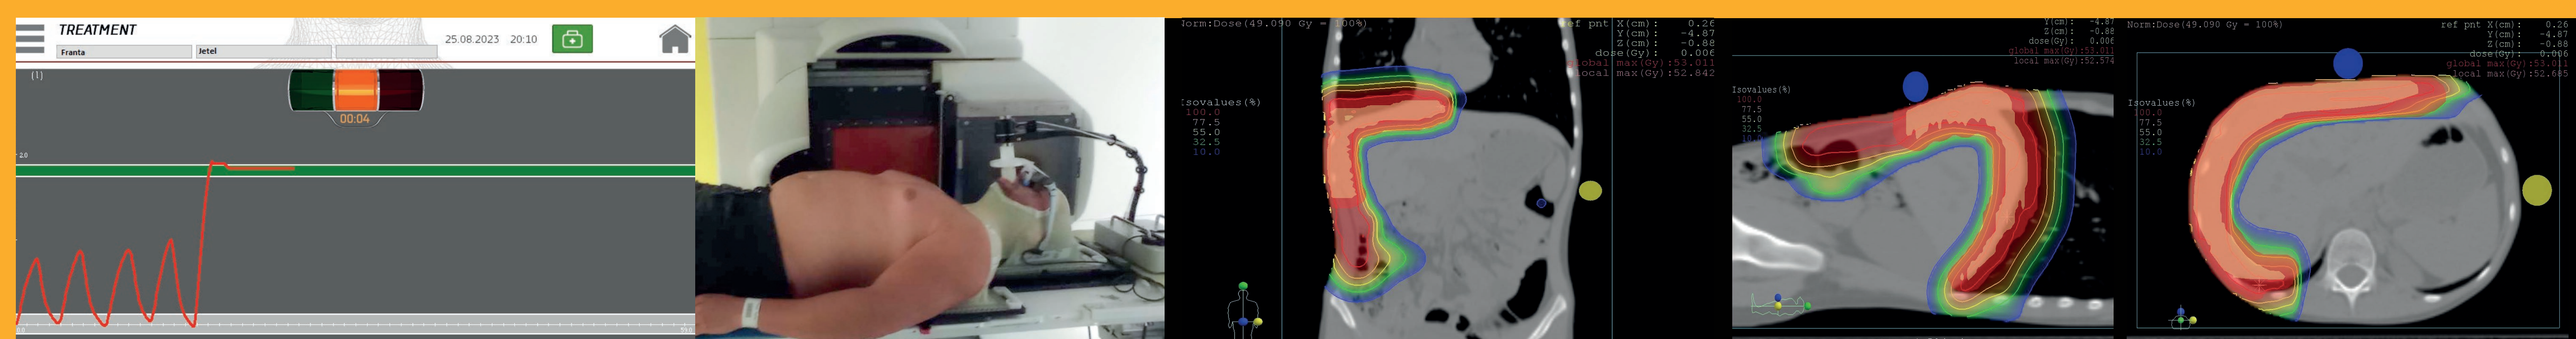 TREATMENT
Franta
Jetel
25.08.2023 20:10
(l)
00:04
2.0
0.0
59.0
Norm:Dose(49.090 Gy = 100%)
ref pnt X(cm): 0.26
Y(cm): -4.87
Z(cm): -0.88
dose(Gy): 0.006
global max(Gy):53.011
local max(Gy):52.842
Isovalues(%)
100.0
77.5
55.0
32.5
10.0
Y(cm): -4.87
Z(cm): -0.88
dose(Gy): 0.006
global max(Gy):53.011
local max(Gy):52.574
Isovalues(%)
100.0
77.5
55.0
32.5
10.0
Norm:Dose(49.090 Gy = 100%)
ref pnt X(cm): 0.26
Y(cm): -4.87
Z(cm): -0.88
dose(Gy): 0.006
global max(Gy):53.011
local max(Gy):52.685
Isovalues(%)
100.0
77.5
55.0
32.5
10.0